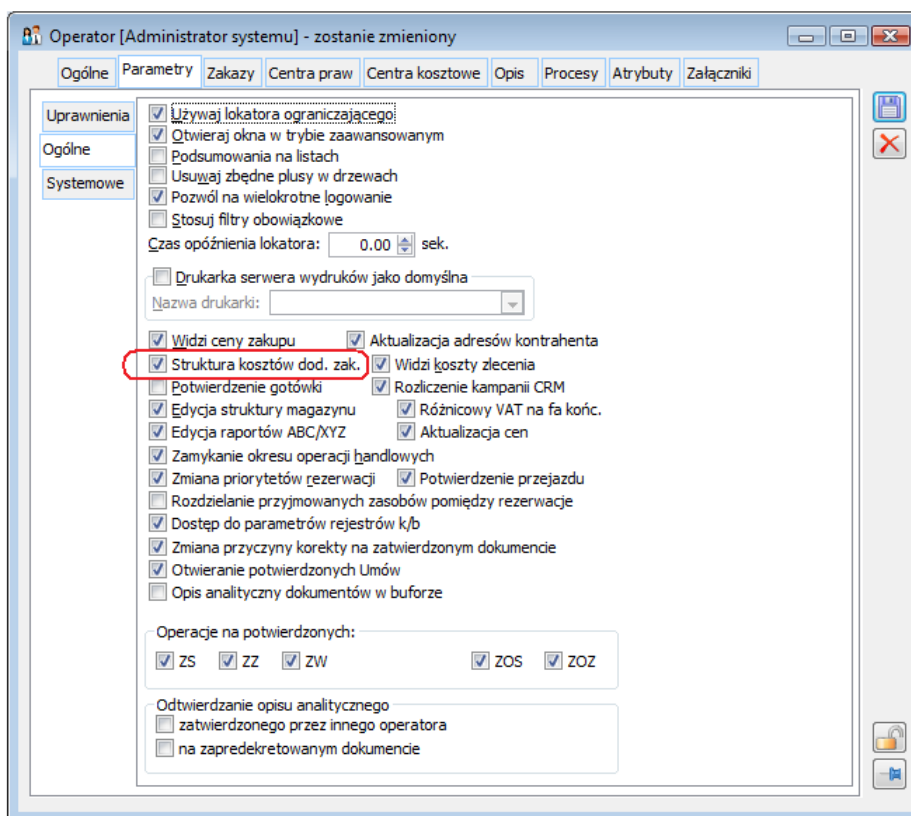 Operator [Administrator systemu] - zostanie zmieniony
Ogólne Parametry Zakazy Centra praw Centra kosztowe Opis Procesy Atrybuty Załączniki
Uprawnienia
Ogólne
Systemowe
Używaj lokatora ograniczającego
Otwieraj okna w trybie zaawansowanym
Podsumowania na listach
Usuwaj zbędne plusy w drzewach
Pozwól na wielokrotne logowanie
Stosuj filtry obowiązkowe
Czas opóźnienia lokatora: 0.00 sek.
Drukarka serwera wydruków jako domyślna
Nazwa drukarki:
Widzi ceny zakupu Aktualizacja adresów kontrahenta
Struktura kosztów dod. zak. Widzi koszty zlecenia
Potwierdzenie gotówki Rozliczenie kampanii CRM
Edycja struktury magazynu Różnicowy VAT na fa końc.
Edycja raportów ABC/XYZ Aktualizacja cen
Zamykanie okresu operacji handlowych
Zmiana priorytetów rezerwacji Potwierdzenie przejazdu
Rozdzielanie przyjmowanych zasobów pomiędzy rezerwacje
Dostęp do parametrów rejestrów k/b
Zmiana przyczyny korekty na zatwierdzonym dokumencie
Otwieranie potwierdzonych Umów
Opis analityczny dokumentów w buforze
Operacje na potwierdzonych:
ZS ZZ ZW ZOS ZOZ
Odtwierdzanie opisu analitycznego
zatwierdzonego przez innego operatora
na zapredekretowanym dokumencie